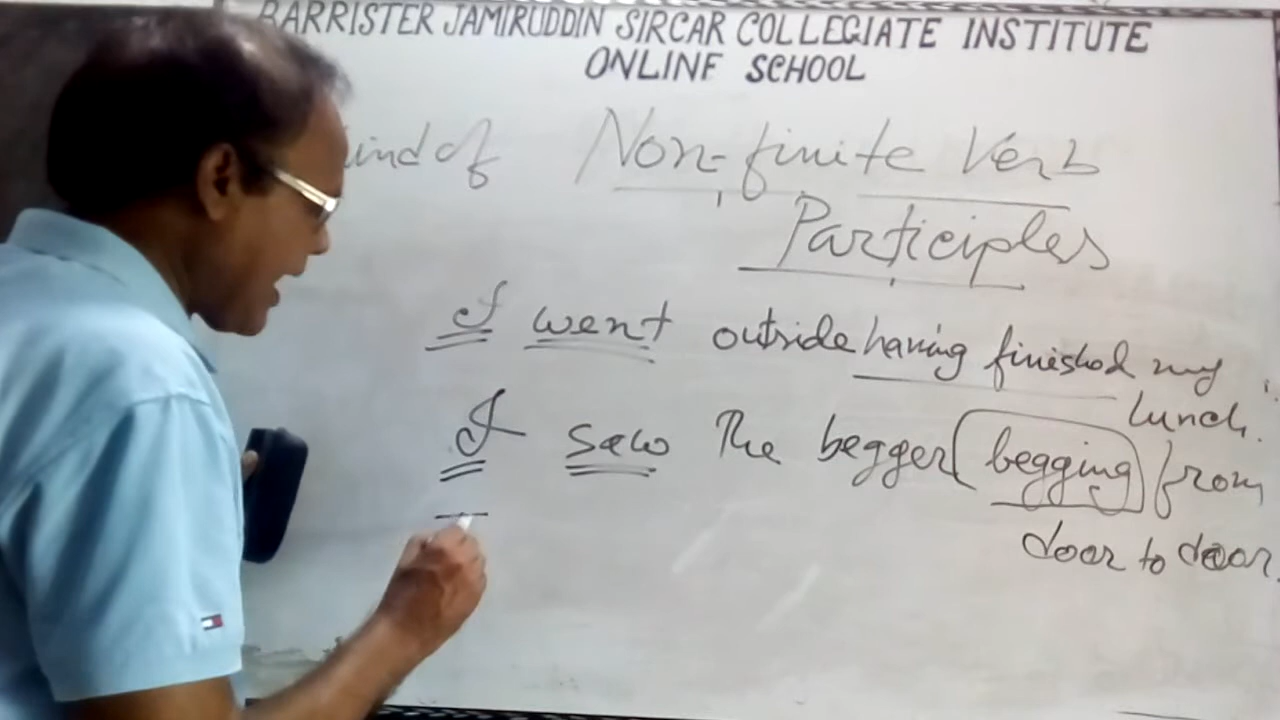 BARRISTER JAMIRUDDIN SIRCAR COLLEGIATE INSTITUTE
ONLINE SCHOOL
ind of Non-finite Verb
Participles
I went outside having finished my
lunch.
I saw the begger (begging) from
door to door.